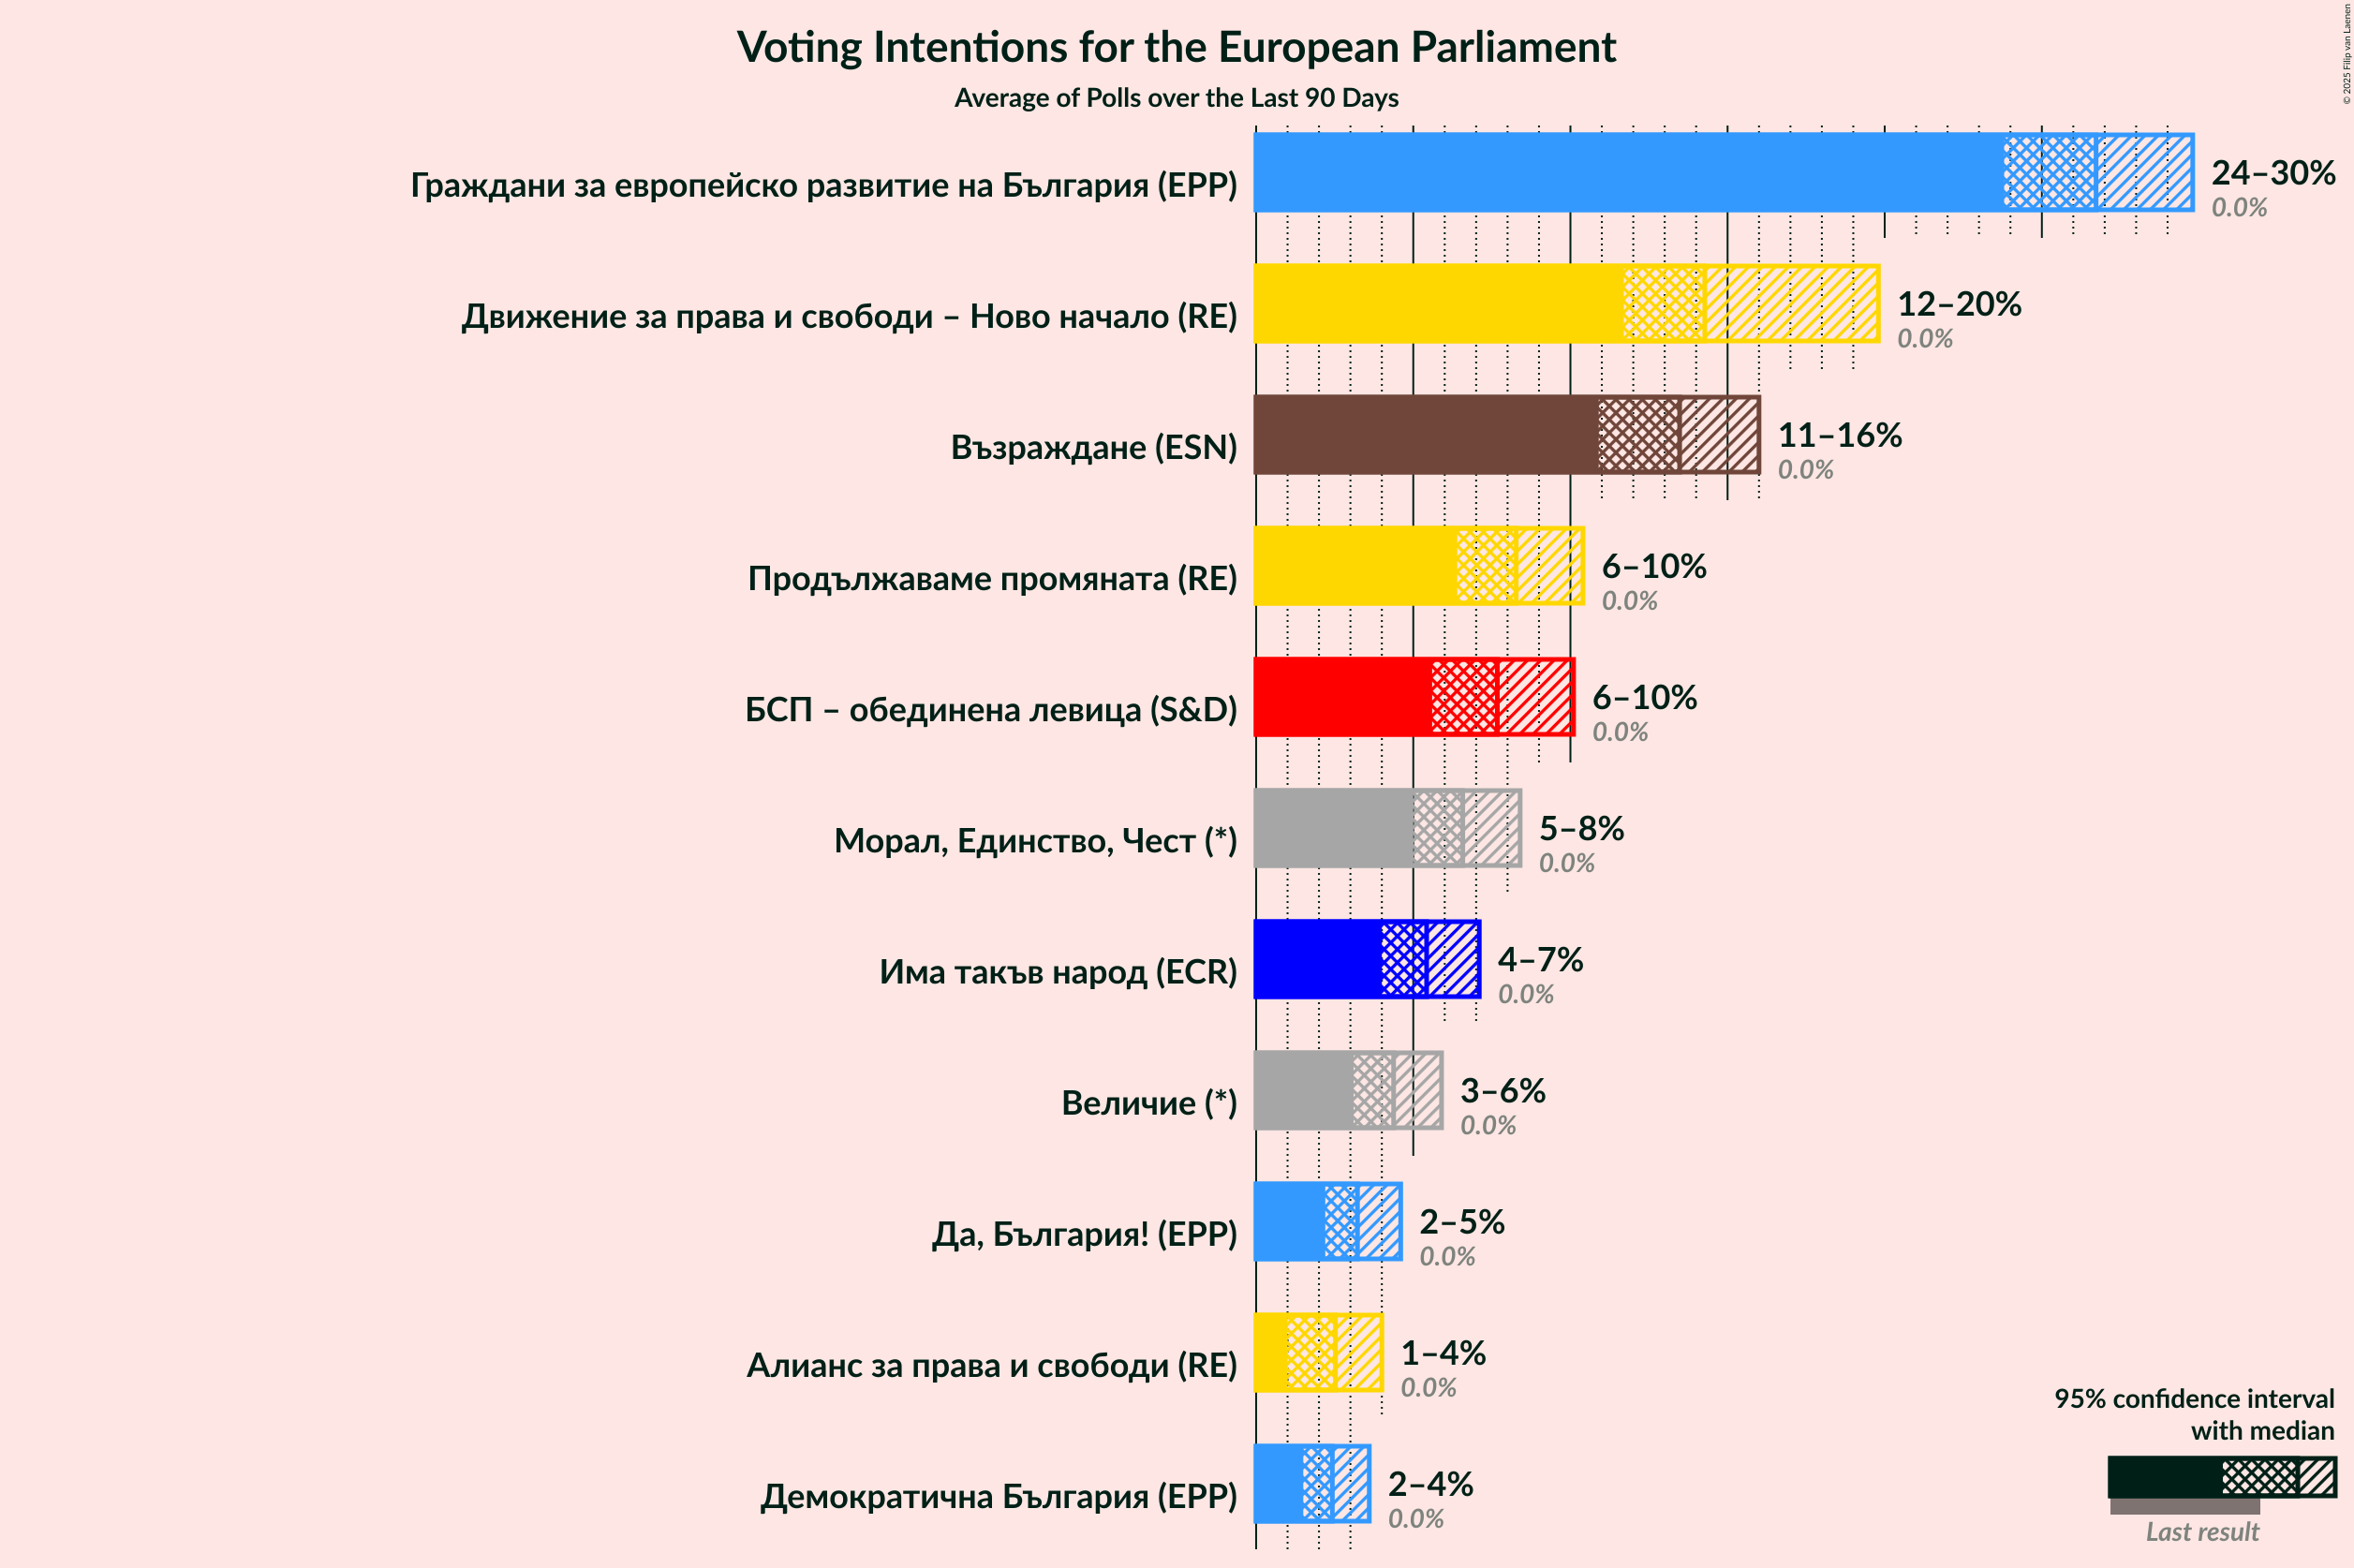 Voting Intentions for the European Parliament
Average of Polls over the Last 90 Days
© 2025 Filip van Laenen
Граждани за европейско развитие на България (EPP)
24–30%
0.0%
Движение за права и свободи – Ново начало (RE)
12–20%
0.0%
Възраждане (ESN)
11–16%
0.0%
Продължаваме промяната (RE)
6–10%
0.0%
БСП – обединена левица (S&D)
6–10%
0.0%
Морал, Единство, Чест (*)
5–8%
0.0%
Има такъв народ (ECR)
4–7%
0.0%
Величие (*)
3–6%
0.0%
Да, България! (EPP)
2–5%
0.0%
Алианс за права и свободи (RE)
1–4%
0.0%
Демократична България (EPP)
2–4%
0.0%
95% confidence interval
with median
Last result